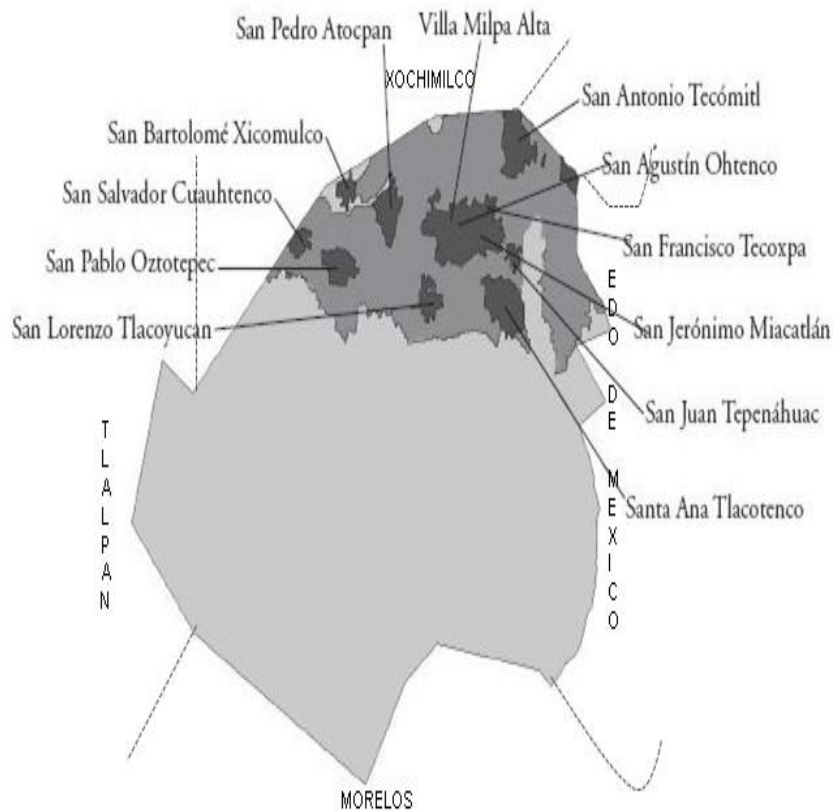 San Pedro Atocpan
Villa Milpa Alta
XOCHIMILCO
San Antonio Tecómitl
San Bartolomé Xicomulco
San Agustín Ohtenco
San Salvador Cuauhtenco
San Francisco Tecoxpa
San Pablo Oztotepec
San Lorenzo Tlacoyucan
San Jerónimo Miacatlán
San Juan Tepenáhuac
Santa Ana Tlacotenco
TLALPAN
EDO DE MEXICO
MORELOS